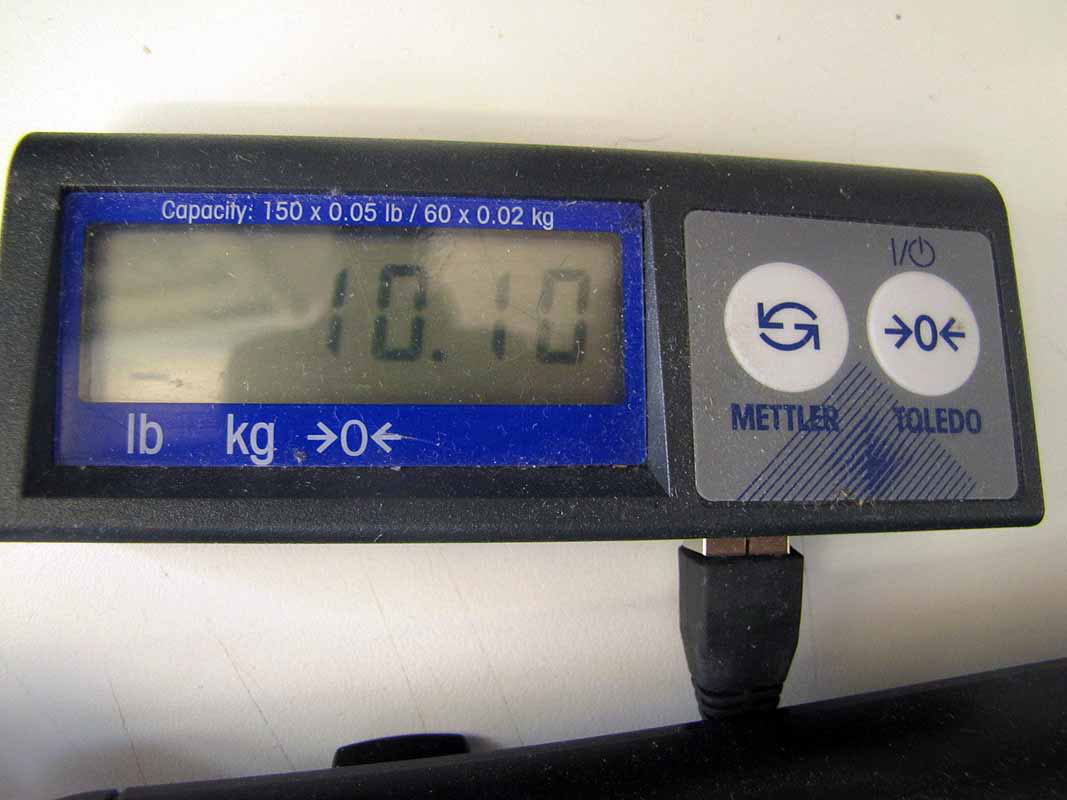 Capacity: 150 x 0.05 lb / 60 x 0.02 kg
10.10
lb kg →0←
I/⏻
→0←
METTLER TOLEDO